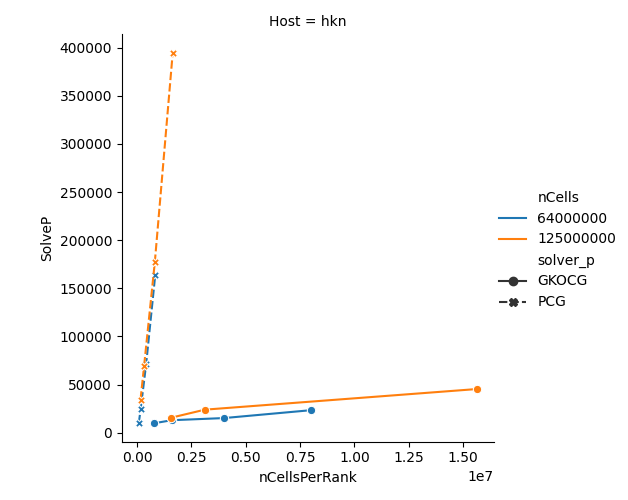 Host = hkn
400000
350000
300000
250000
200000
150000
100000
50000
0
SolveP
0.00 0.25 0.50 0.75 1.00 1.25 1.50
1e7
nCellsPerRank
nCells
64000000
125000000
solver_p
GKOCG
PCG